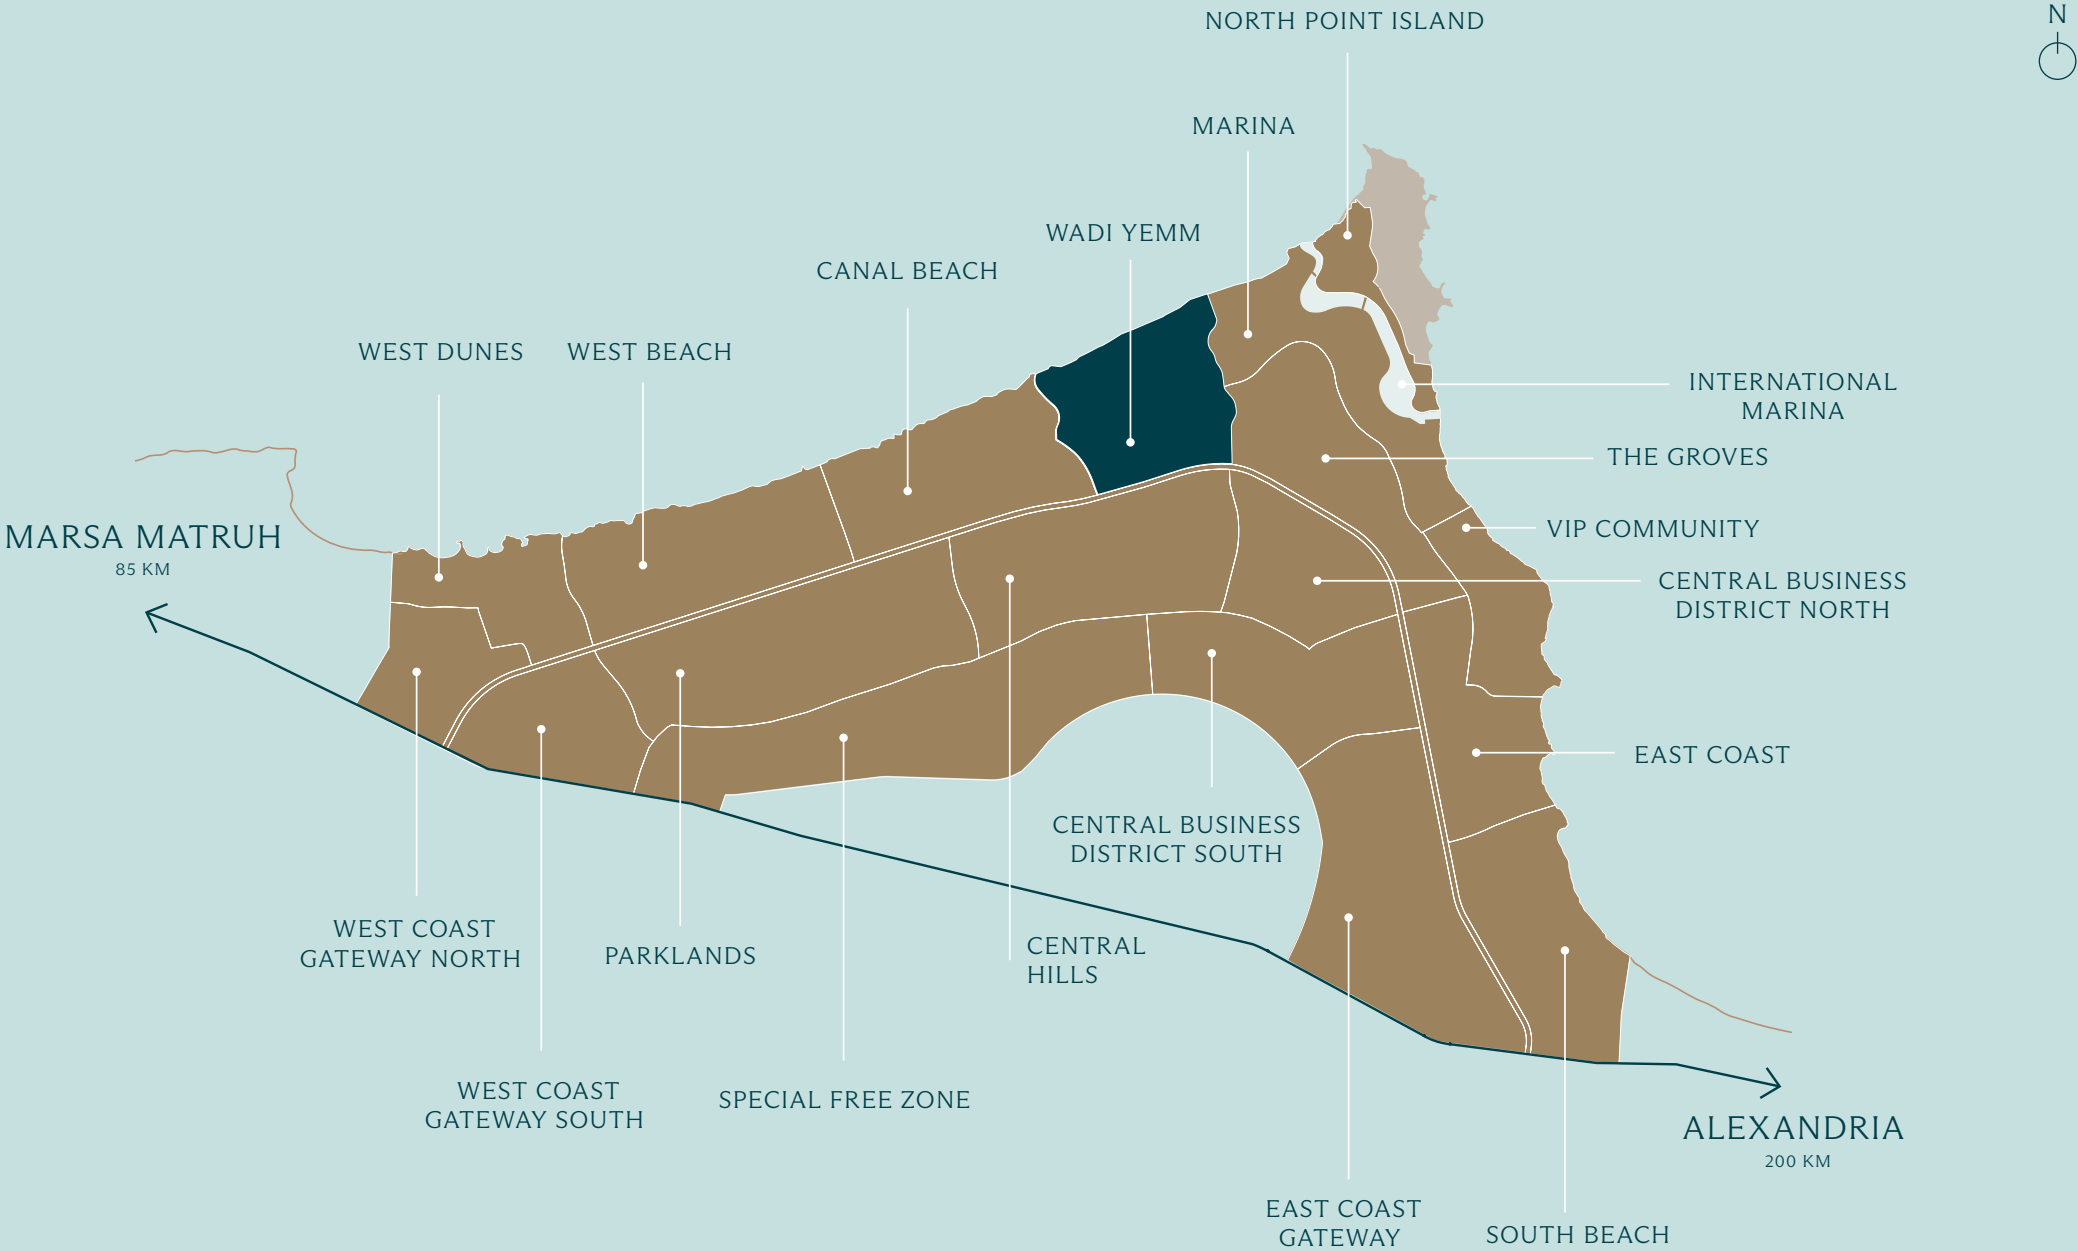 NORTH POINT ISLAND
N
MARINA
WADI YEMM
CANAL BEACH
WEST DUNES
WEST BEACH
INTERNATIONAL
MARINA
THE GROVES
MARSA MATRUH
85 KM
VIP COMMUNITY
CENTRAL BUSINESS
DISTRICT NORTH
EAST COAST
CENTRAL BUSINESS
DISTRICT SOUTH
WEST COAST
GATEWAY NORTH
PARKLANDS
CENTRAL
HILLS
WEST COAST
GATEWAY SOUTH
SPECIAL FREE ZONE
ALEXANDRIA
200 KM
EAST COAST
GATEWAY
SOUTH BEACH